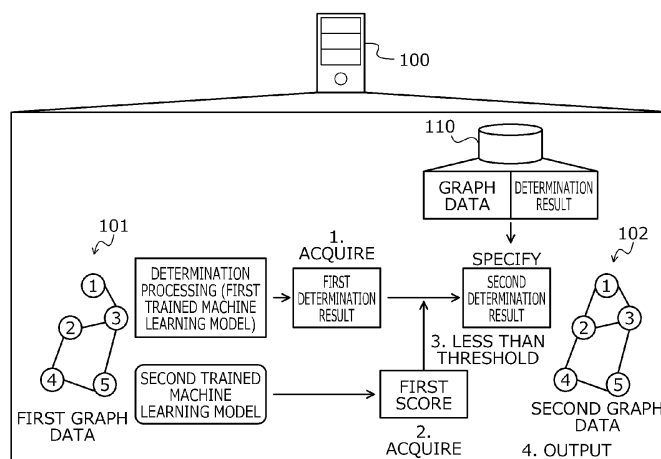 100
110
GRAPH DATA
DETERMINATION RESULT
101
1. ACQUIRE
SPECIFY
102
1
2
3
4
5
DETERMINATION
PROCESSING (FIRST
TRAINED MACHINE
LEARNING MODEL)
FIRST
DETERMINATION
RESULT
SECOND
DETERMINATION
RESULT
1
2
3
4
5
3. LESS THAN
THRESHOLD
SECOND TRAINED
MACHINE
LEARNING MODEL
FIRST
SCORE
FIRST GRAPH
DATA
2.
ACQUIRE
SECOND GRAPH
DATA
4. OUTPUT